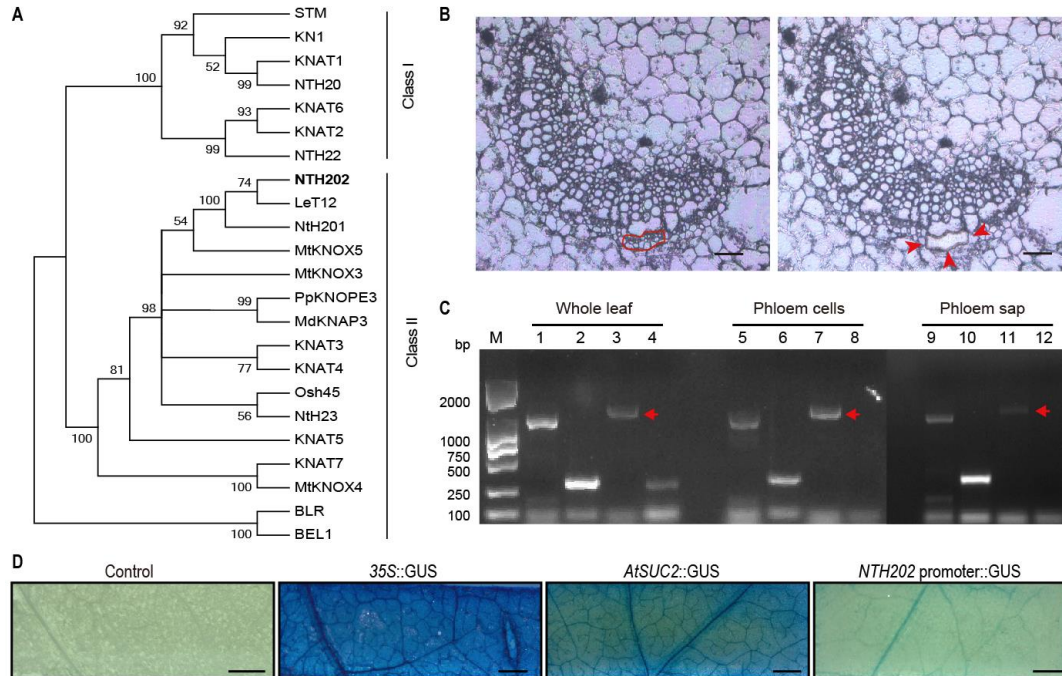 A
STM
KN1
KNAT1
NTH20
KNAT6
KNAT2
NTH22
NTH202
LeT12
NtH201
MtKNOX5
MtKNOX3
PpKNOPE3
MdKNAP3
KNAT3
KNAT4
Osh45
NtH23
KNAT5
KNAT7
MtKNOX4
BLR
BEL1
92
100
52
99
93
99
74
100
54
98
99
77
81
56
100
100
100
Class I
Class II
B
C
Whole leaf Phloem cells Phloem sap
M 1 2 3 4 5 6 7 8 9 10 11 12
bp
2000
1000
750
500
250
100
D
Control 35S::GUS AtSUC2::GUS NTH202 promoter::GUS